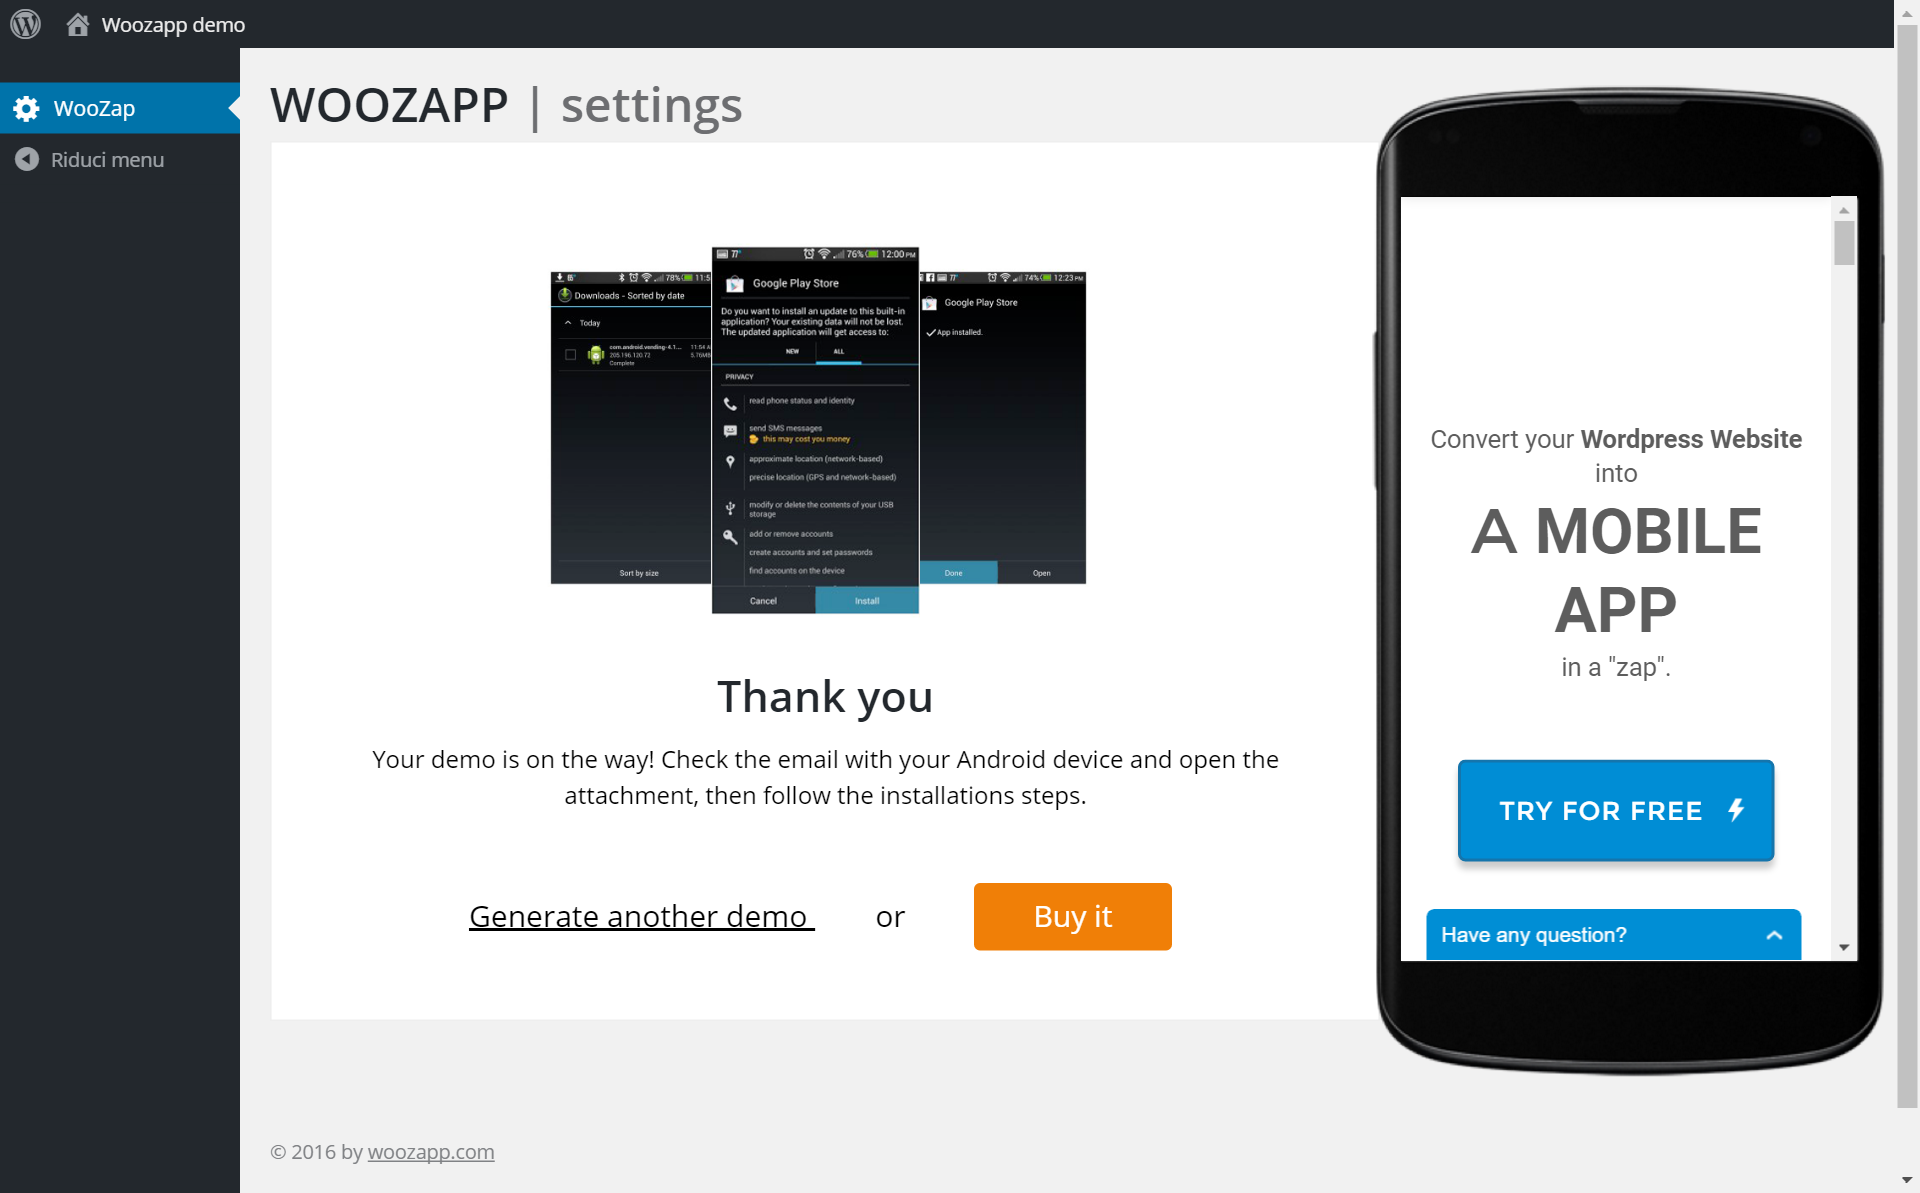 Woozapp demo
WooZap
Riduci menu
WOOZAPP | settings
78%
Downloads - Sorted by date
Today
com.android.vending-4.1...
205.196.120.72
Complete
11:54 A
5.76MB
Sort by size
77°
76%
12:00 PM
Google Play Store
Do you want to install an update to this built-in
application? Your existing data will not be lost.
The updated application will get access to:
NEW
ALL
PRIVACY
read phone status and identity
send SMS messages
this may cost you money
approximate location (network-based)
precise location (GPS and network-based)
modify or delete the contents of your USB
storage
add or remove accounts
create accounts and set passwords
find accounts on the device
Cancel
Install
77°
74%
12:23 PM
Google Play Store
App installed.
Done
Open
Thank you
Your demo is on the way! Check the email with your Android device and open the
attachment, then follow the installations steps.
Generate another demo
or
Buy it
Convert your Wordpress Website
into
A MOBILE
APP
in a "zap".
TRY FOR FREE
Have any question?
© 2016 by woozapp.com